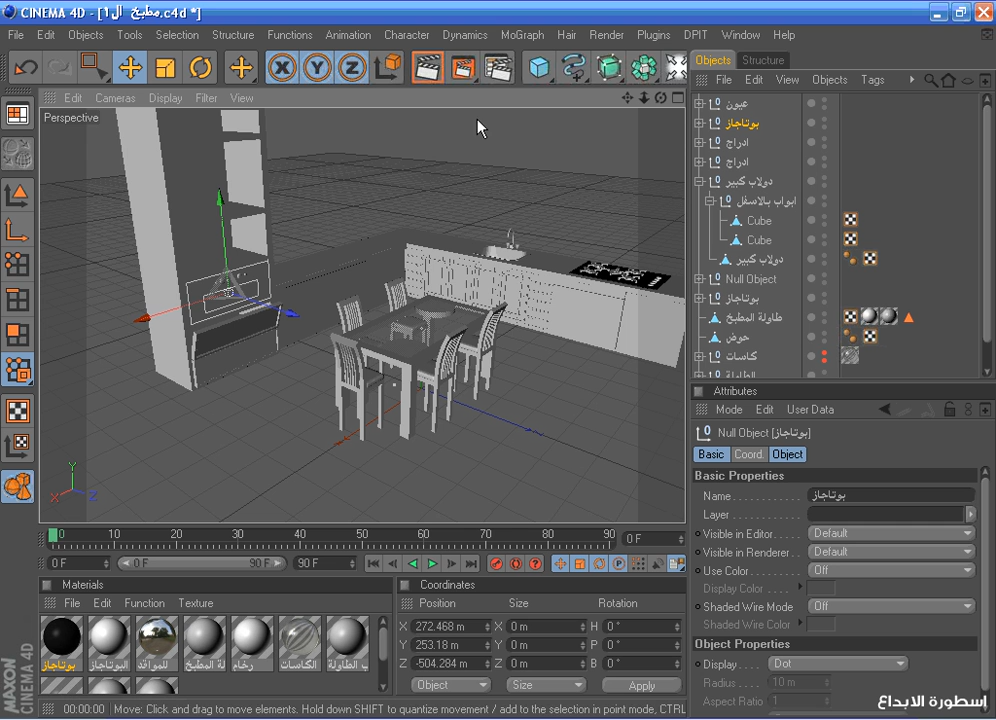 CINEMA 4D - [مطبخ ال1.c4d *]
File Edit Objects Tools Selection Structure Functions Animation Character Dynamics MoGraph Hair Render Plugins DPIT Window Help
Edit Cameras Display Filter View
Perspective
Objects Structure
File Edit View Objects Tags
عيون
بوتاجاز
ادراج
ادراج
دولاب كبير
ابواب بالاسفل
Cube
Cube
دولاب كبير
Null Object
بوتاجاز
طاولة المطبخ
حوض
كاسات
الطاولة
Attributes
Mode Edit User Data
Null Object [بوتاجاز]
Basic Coord. Object
Basic Properties
Name بوتاجاز
Layer
Visible in Editor Default
Visible in Renderer Default
Use Color Off
Display Color
Shaded Wire Mode Off
Shaded Wire Color
Object Properties
Display Dot
Radius 10 m
Aspect Ratio 1
0 10 20 30 40 50 60 70 80 90 0 F
0 F 0 F 90 F 90 F
Materials
File Edit Function Texture
بوتاجاز البوتاجاز للموائد لة المطبخ رخام الكاسات ب الطاولة
Coordinates
Position Size Rotation
X 272.468 m X 0 m H 0 °
Y 253.18 m Y 0 m P 0 °
Z -504.284 m Z 0 m B 0 °
Object Size Apply
MAXON CINEMA 4D
00:00:00 Move: Click and drag to move elements. Hold down SHIFT to quantize movement / add to the selection in point mode, CTRL
اسطورة الابداع